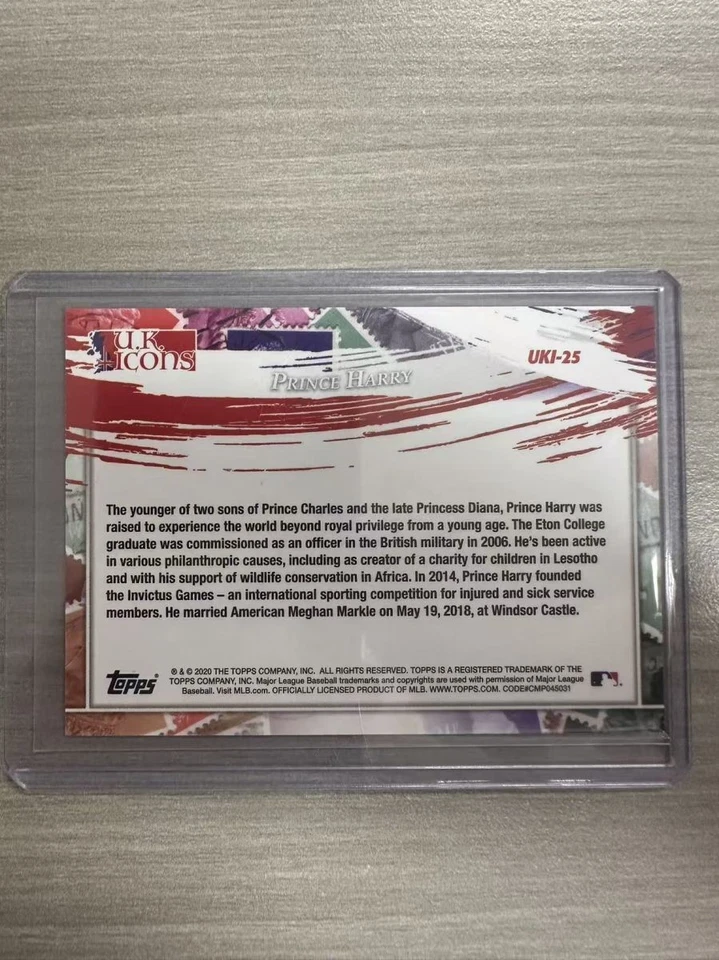 U.K. ICONS
UKI-25
PRINCE HARRY
The younger of two sons of Prince Charles and the late Princess Diana, Prince Harry was
raised to experience the world beyond royal privilege from a young age. The Eton College
graduate was commissioned as an officer in the British military in 2006. He's been active
in various philanthropic causes, including as creator of a charity for children in Lesotho
and with his support of wildlife conservation in Africa. In 2014, Prince Harry founded
the Invictus Games – an international sporting competition for injured and sick service
members. He married American Meghan Markle on May 19, 2018, at Windsor Castle.
topps
® & © 2020 THE TOPPS COMPANY, INC. ALL RIGHTS RESERVED. TOPPS IS A REGISTERED TRADEMARK OF THE
TOPPS COMPANY, INC. Major League Baseball trademarks and copyrights are used with permission of Major League
Baseball. Visit MLB.com. OFFICIALLY LICENSED PRODUCT OF MLB. WWW.TOPPS.COM. CODE#CMP045031